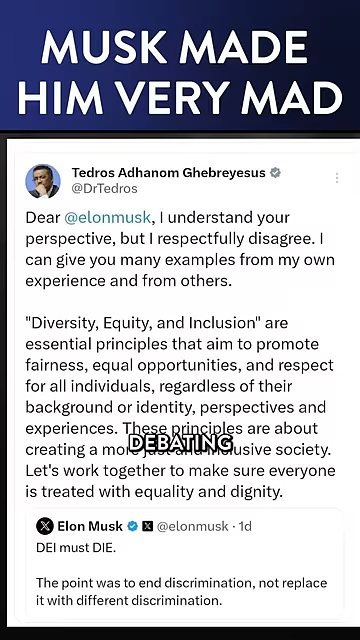 MUSK MADE
HIM VERY MAD
Tedros Adhanom Ghebreyesus
@DrTedros
Dear @elonmusk, I understand your
perspective, but I respectfully disagree. I
can give you many examples from my own
experience and from others.
"Diversity, Equity, and Inclusion" are
essential principles that aim to promote
fairness, equal opportunities, and respect
for all individuals, regardless of their
background or identity, perspectives and
experiences. These principles are about
DEBATING
creating a more just and inclusive society.
Let's work together to make sure everyone
is treated with equality and dignity.
Elon Musk @elonmusk · 1d
DEI must DIE.
The point was to end discrimination, not replace
it with different discrimination.